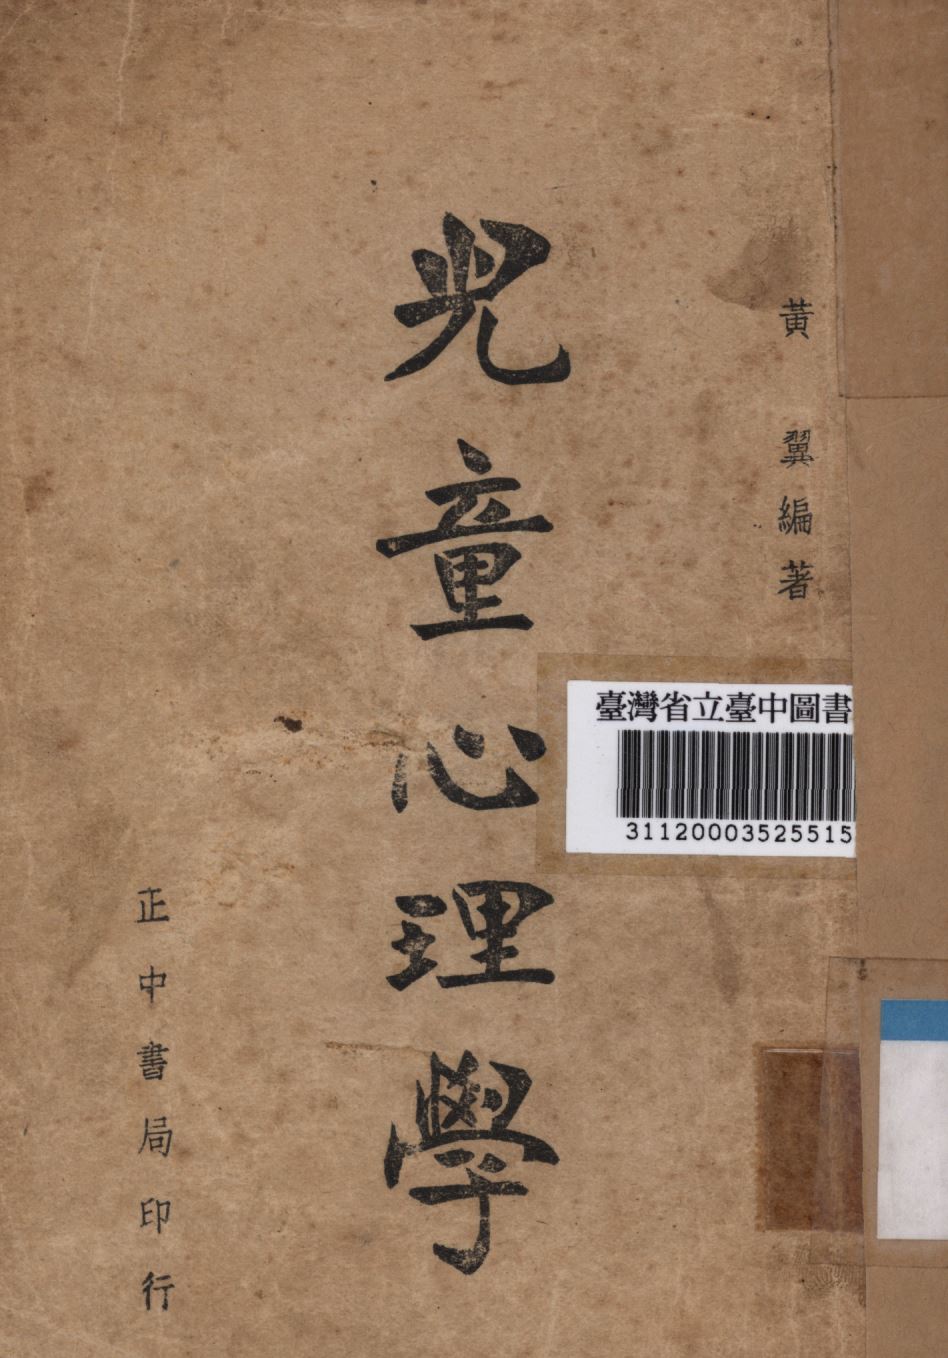 黃 翼編著
兒童心理學
正中書局印行
臺灣省立臺中圖書
31120003525515